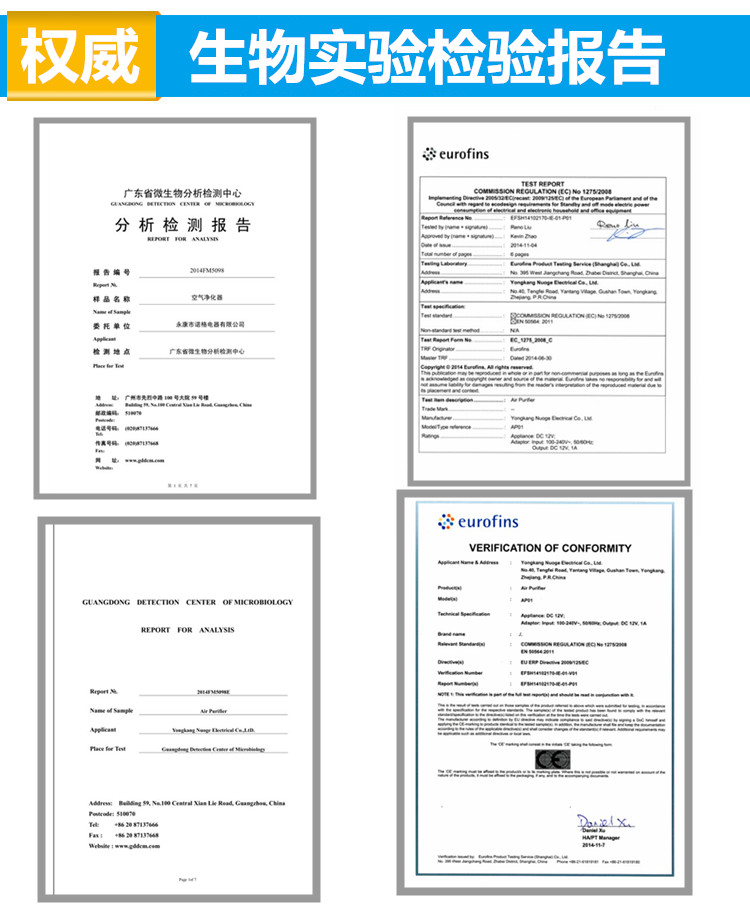 权威 生物实验检验报告
广东省微生物分析检测中心
GUANGDONG DETECTION CENTER OF MICROBIOLOGY
分析检测报告
REPORT FOR ANALYSIS
报告编号 2014FM5098
Report №.
样品名称 空气净化器
Name of Sample
委托单位 永康市诺格电器有限公司
Applicant
检测地点 广东省微生物分析检测中心
Place for Test
地 址: 广州市先烈中路 100 号大院 59 号楼
Address: Building 59, No.100 Central Xian Lie Road, Guangzhou, China
邮政编码: 510070
Postcode:
电话号码: (020)87137666
Tel:
传真号码: (020)87137668
Fax:
网 址: www.gddcm.com
Website:
第 1 页 共 7 页
eurofins
TEST REPORT
COMMISSION REGULATION (EC) No 1275/2008
Implementing Directive 2005/32/EC(recast: 2009/125/EC) of the European Parliament and of the
Council with regard to ecodesign requirements for Standby and off mode electric power
consumption of electrical and electronic household and office equipment
Report Reference No EFSH14102170-IE-01-P01
Tested by (name + signature) : Reno Liu
Approved by (name + signature) : Kevin Zhao
Date of issue : 2014-11-04
Total number of pages : 6 pages
Testing Laboratory : Eurofins Product Testing Service (Shanghai) Co., Ltd.
Address : No. 395 West Jiangchang Road, Zhabei District, Shanghai, China
Applicant's name : Yongkang Nuoge Electrical Co., Ltd.
Address : No.40, Tengfei Road, Yantang Village, Gushan Town, Yongkang,
Zhejiang, P.R.China
Test specification:
Test standard : ☒COMMISSION REGULATION (EC) No 1275/2008
☒EN 50564: 2011
Non-standard test method : N/A
Test Report Form No. : EC_1275_2008_C
TRF Originator : Eurofins
Master TRF : Dated 2014-06-30
Copyright © 2014 Eurofins, All rights reserved.
This publication may be reproduced in whole or in part for non-commercial purposes as long as the Eurofins
is acknowledged as copyright owner and source of the material. Eurofins takes no responsibility for and will
not assume liability for damages resulting from the reader's interpretation of the reproduced material due to
its placement and context.
Test item description : Air Purifier
Trade Mark : --
Manufacturer : Yongkang Nuoge Electrical Co., Ltd.
Model/Type reference : AP01
Ratings : Appliance: DC 12V;
Adaptor: Input: 100-240V~, 50/60Hz;
Output: DC 12V, 1A
GUANGDONG DETECTION CENTER OF MICROBIOLOGY
REPORT FOR ANALYSIS
Report №. 2014FM5098E
Name of Sample Air Purifier
Applicant Yongkang Nuoge Electrical Co.,LtD.
Place for Test Guangdong Detection Center of Microbiology
Address: Building 59, No.100 Central Xian Lie Road, Guangzhou, China
Postcode: 510070
Tel: +86 20 87137666
Fax : +86 20 87137668
Website : www.gddcm.com
Page 1of 7
eurofins
VERIFICATION OF CONFORMITY
Applicant Name & Address : Yongkang Nuoge Electrical Co., Ltd.
No.40, Tengfei Road, Yantang Village, Gushan Town, Yongkang,
Zhejiang, P.R.China
Product(s) : Air Purifier
Model(s) : AP01
Technical Specification : Appliance: DC 12V;
Adaptor: Input: 100-240V~, 50/60Hz; Output: DC 12V, 1A
Brand name : /.
Relevant Standard(s) : COMMISSION REGULATION (EC) No 1275/2008
EN 50564:2011
Directive(s) : EU ERP Directive 2009/125/EC
Verification Number : EFSH14102170-IE-01-V01
Report Number(s) : EFSH14102170-IE-01-P01
NOTE 1: This verification is part of the full test report(s) and should be read in conjunction with it.
The 'CE' marking shall consist in the initials 'CE' taking the following form:
CE
Daniel Xu
Daniel Xu
HA/PT Manager
2014-11-7
Verification issued by: Eurofins Product Testing Service (Shanghai) Co., Ltd.